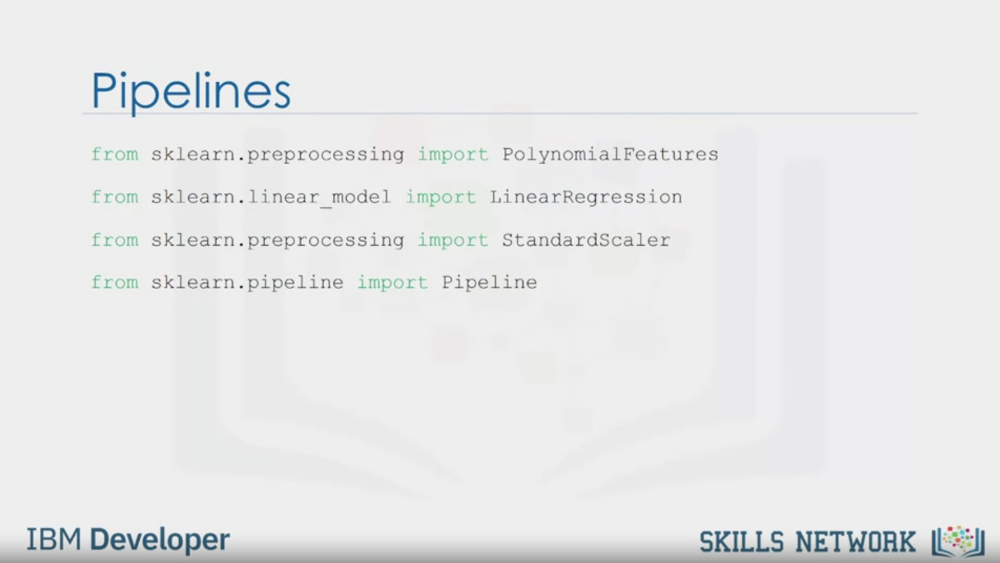 Pipelines
from sklearn.preprocessing import PolynomialFeatures
from sklearn.linear_model import LinearRegression
from sklearn.preprocessing import StandardScaler
from sklearn.pipeline import Pipeline
IBM Developer
SKILLS NETWORK